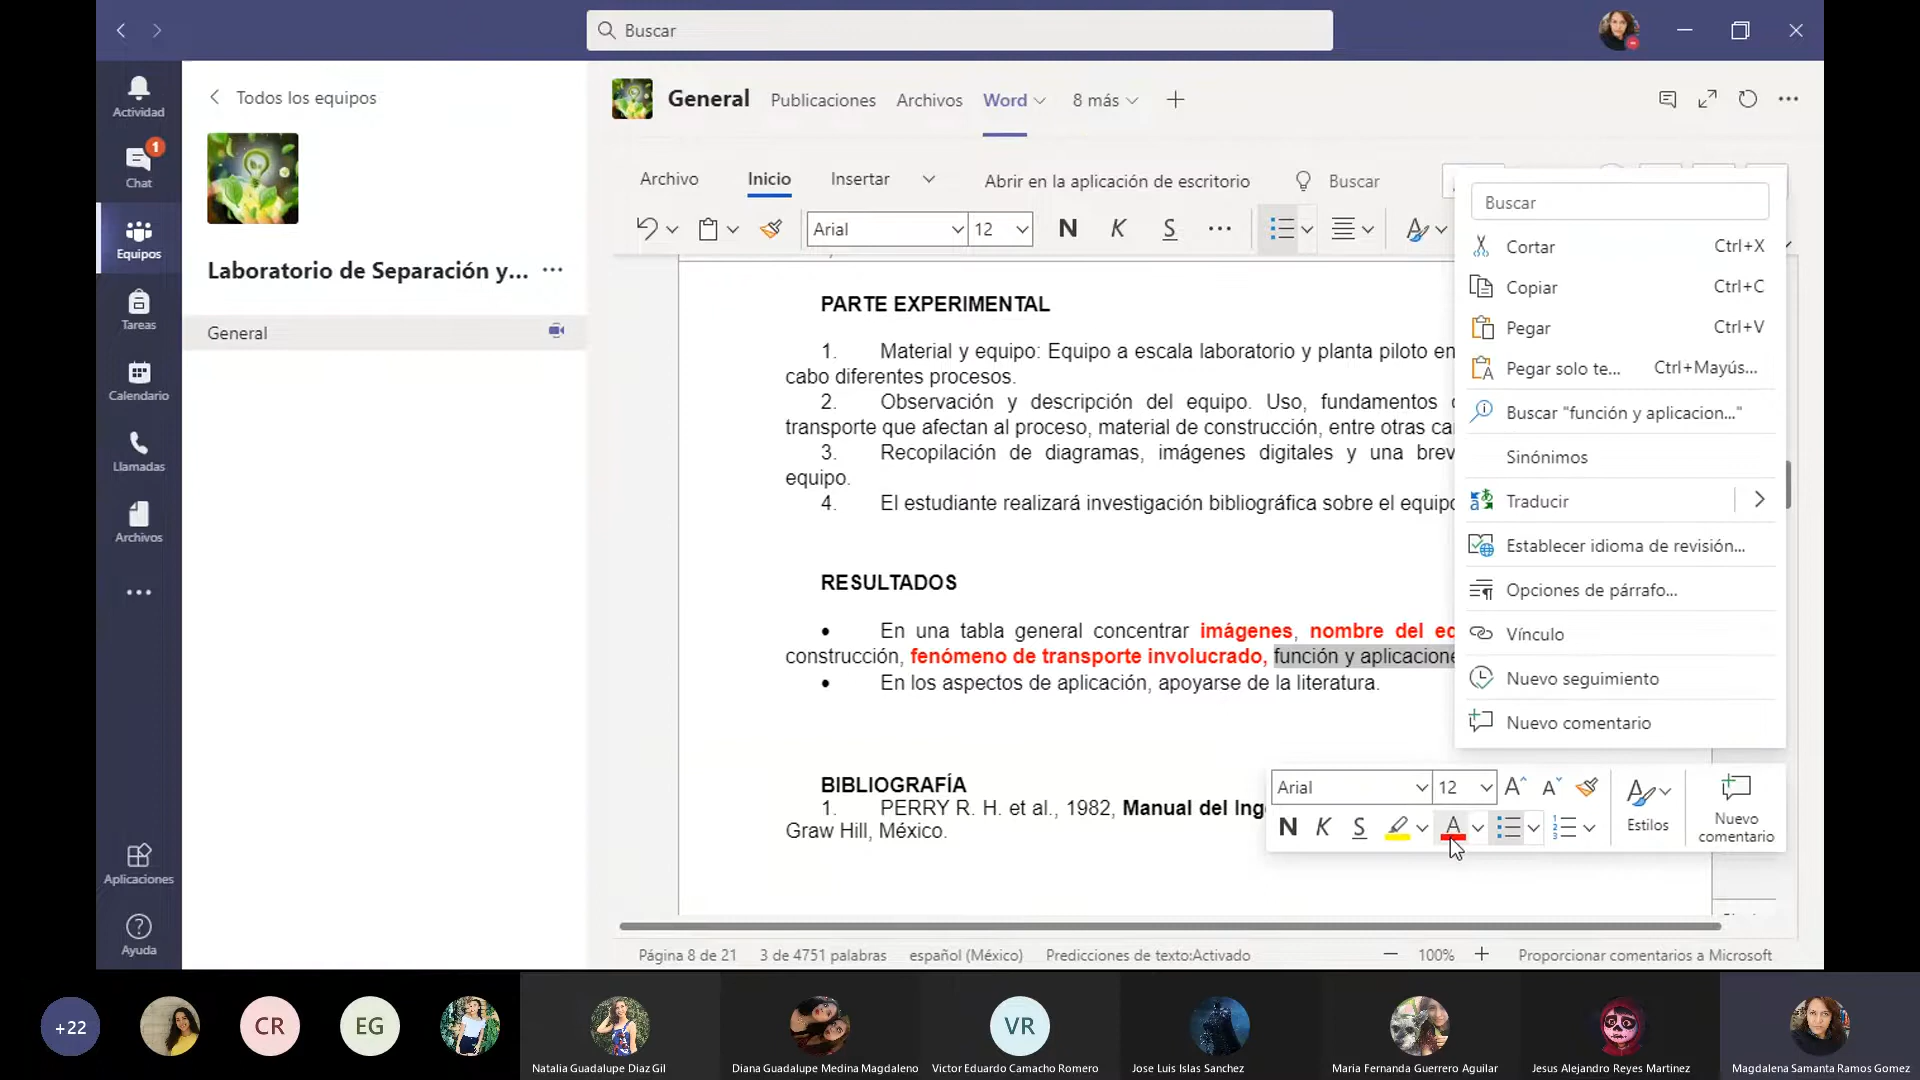 Buscar
Actividad
1
Chat
Equipos
Tareas
Calendario
Llamadas
Archivos
Aplicaciones
Ayuda
Todos los equipos
Laboratorio de Separación y...
General
General
Publicaciones
Archivos
Word
8 más
Archivo
Inicio
Insertar
Abrir en la aplicación de escritorio
Buscar
Arial
12
N
K
S
PARTE EXPERIMENTAL
1. Material y equipo: Equipo a escala laboratorio y planta piloto en
cabo diferentes procesos.
2. Observación y descripción del equipo. Uso, fundamentos
transporte que afectan al proceso, material de construcción, entre otras
3. Recopilación de diagramas, imágenes digitales y una
equipo.
4. El estudiante realizará investigación bibliográfica sobre el
RESULTADOS
• En una tabla general concentrar imágenes, nombre del
construcción, fenómeno de transporte involucrado, función y
• En los aspectos de aplicación, apoyarse de la literatura.
BIBLIOGRAFÍA
1. PERRY R. H. et al., 1982, Manual del
Graw Hill, México.
Buscar
Cortar Ctrl+X
Copiar Ctrl+C
Pegar Ctrl+V
Pegar solo te... Ctrl+Mayús...
Buscar "función y aplicacion..."
Sinónimos
Traducir
Establecer idioma de revisión...
Opciones de párrafo...
Vínculo
Nuevo seguimiento
Nuevo comentario
Arial
12
N
K
S
A
Estilos
Nuevo
comentario
Página 8 de 21
3 de 4751 palabras
español (México)
Predicciones de texto:Activado
100%
Proporcionar comentarios a Microsoft
+22
CR
EG
VR
Natalia Guadalupe Diaz Gil
Diana Guadalupe Medina Magdaleno
Victor Eduardo Camacho Romero
Jose Luis Islas Sanchez
Maria Fernanda Guerrero Aguilar
Jesus Alejandro Reyes Martinez
Magdalena Samanta Ramos Gomez